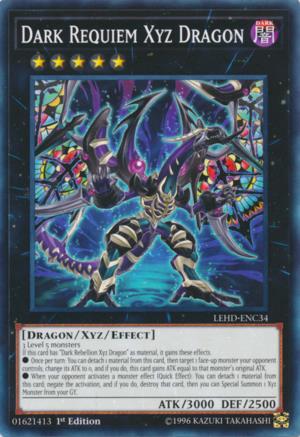 DARK REQUIEM XYZ DRAGON
DARK
闇
LEHD-ENC34
[DRAGON/XYZ/EFFECT]
3 Level 5 monsters
If this card has "Dark Rebellion Xyz Dragon" as material, it gains these effects.
● Once per turn: You can detach 1 material from this card, then target 1 face-up monster your opponent
controls; change its ATK to 0, and if you do, this card gains ATK equal to that monster's original ATK.
● When your opponent activates a monster effect (Quick Effect): You can detach 1 material from
this card; negate the activation, and if you do, destroy that card, then you can Special Summon 1 Xyz
Monster from your GY.
ATK/3000 DEF/2500
01621413 1st Edition ©1996 KAZUKI TAKAHASHI